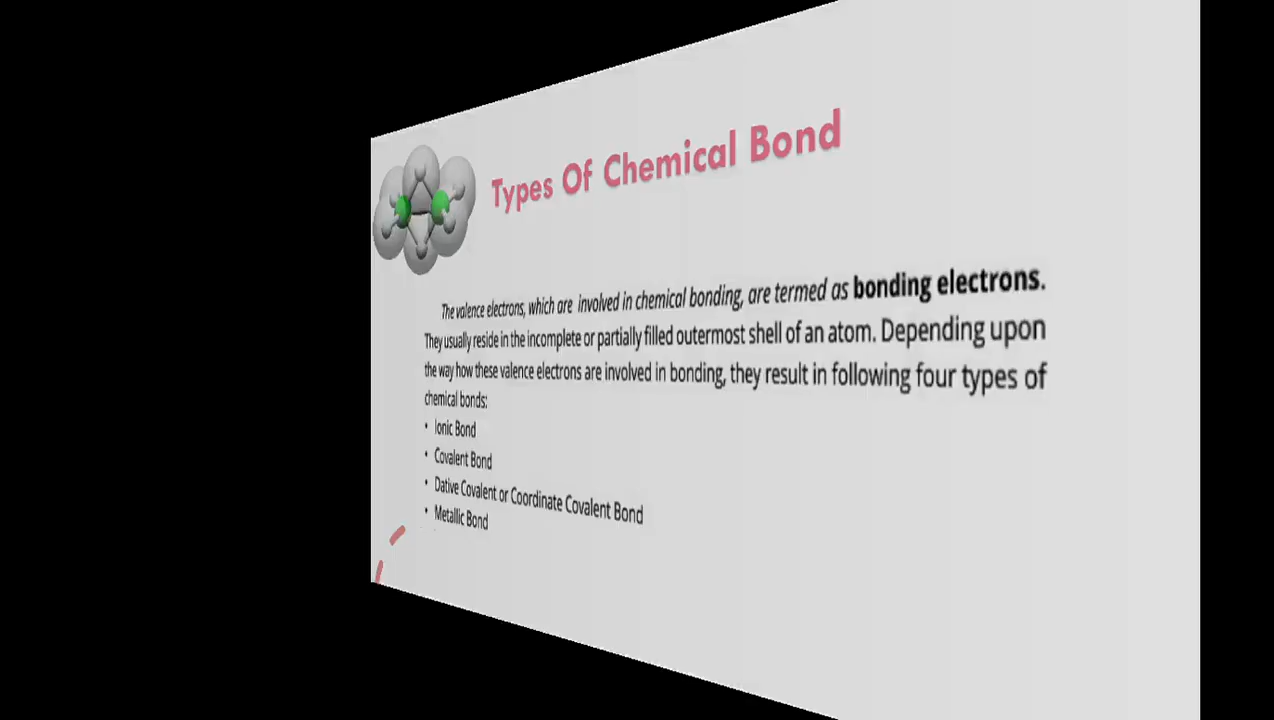 Types Of Chemical Bond
The valence electrons, which are involved in chemical bonding, are termed as bonding electrons.
They usually reside in the incomplete or partially filled outermost shell of an atom. Depending upon
the way how these valence electrons are involved in bonding, they result in following four types of
chemical bonds:
• Ionic Bond
• Covalent Bond
• Dative Covalent or Coordinate Covalent Bond
• Metallic Bond